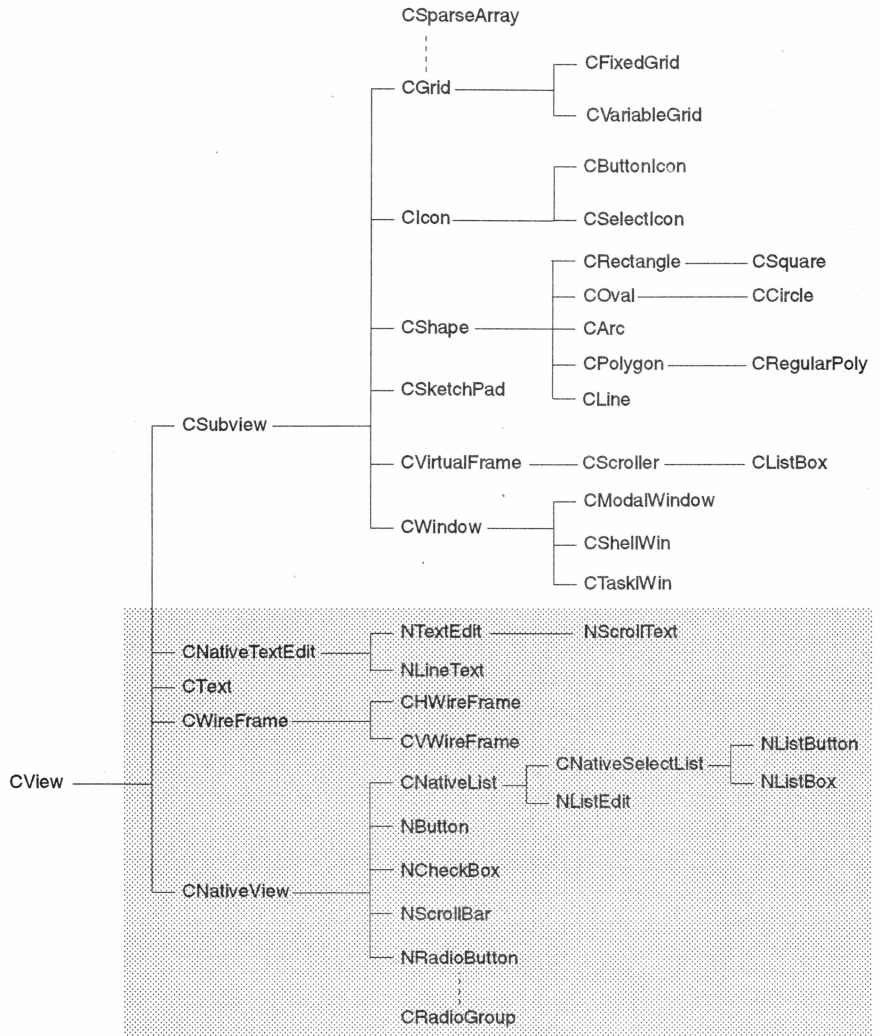 CSparseArray
CFixedGrid
CGrid
CVariableGrid
CButtonIcon
CIcon
CSelectIcon
CRectangle
CSquare
COval
CCircle
CShape
CArc
CPolygon
CRegularPoly
CSketchPad
CLine
CSubview
CVirtualFrame
CScroller
CListBox
CModalWindow
CWindow
CShellWin
CTasklWin
NTextEdit
NScrollText
CNativeTextEdit
NLineText
CText
CHWireFrame
CWireFrame
CVWireFrame
NListButton
CNativeSelectList
CView
CNativeList
NListBox
NListEdit
NButton
NCheckBox
CNativeView
NScrollBar
NRadioButton
CRadioGroup